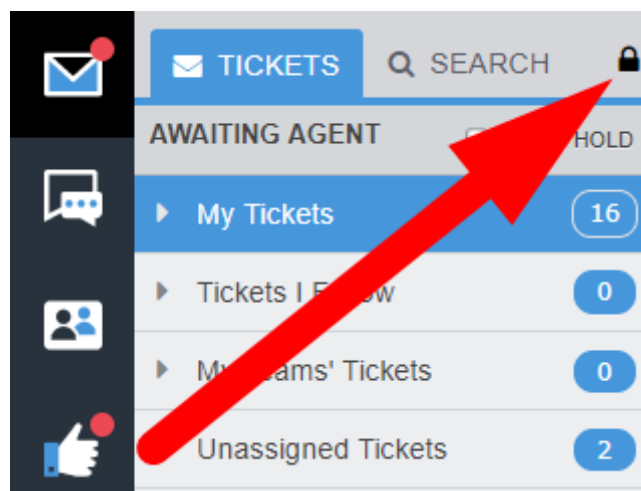 TICKETS SEARCH
AWAITING AGENT HOLD
My Tickets 16
Tickets I 0
Tickets 0
Unassigned Tickets 2